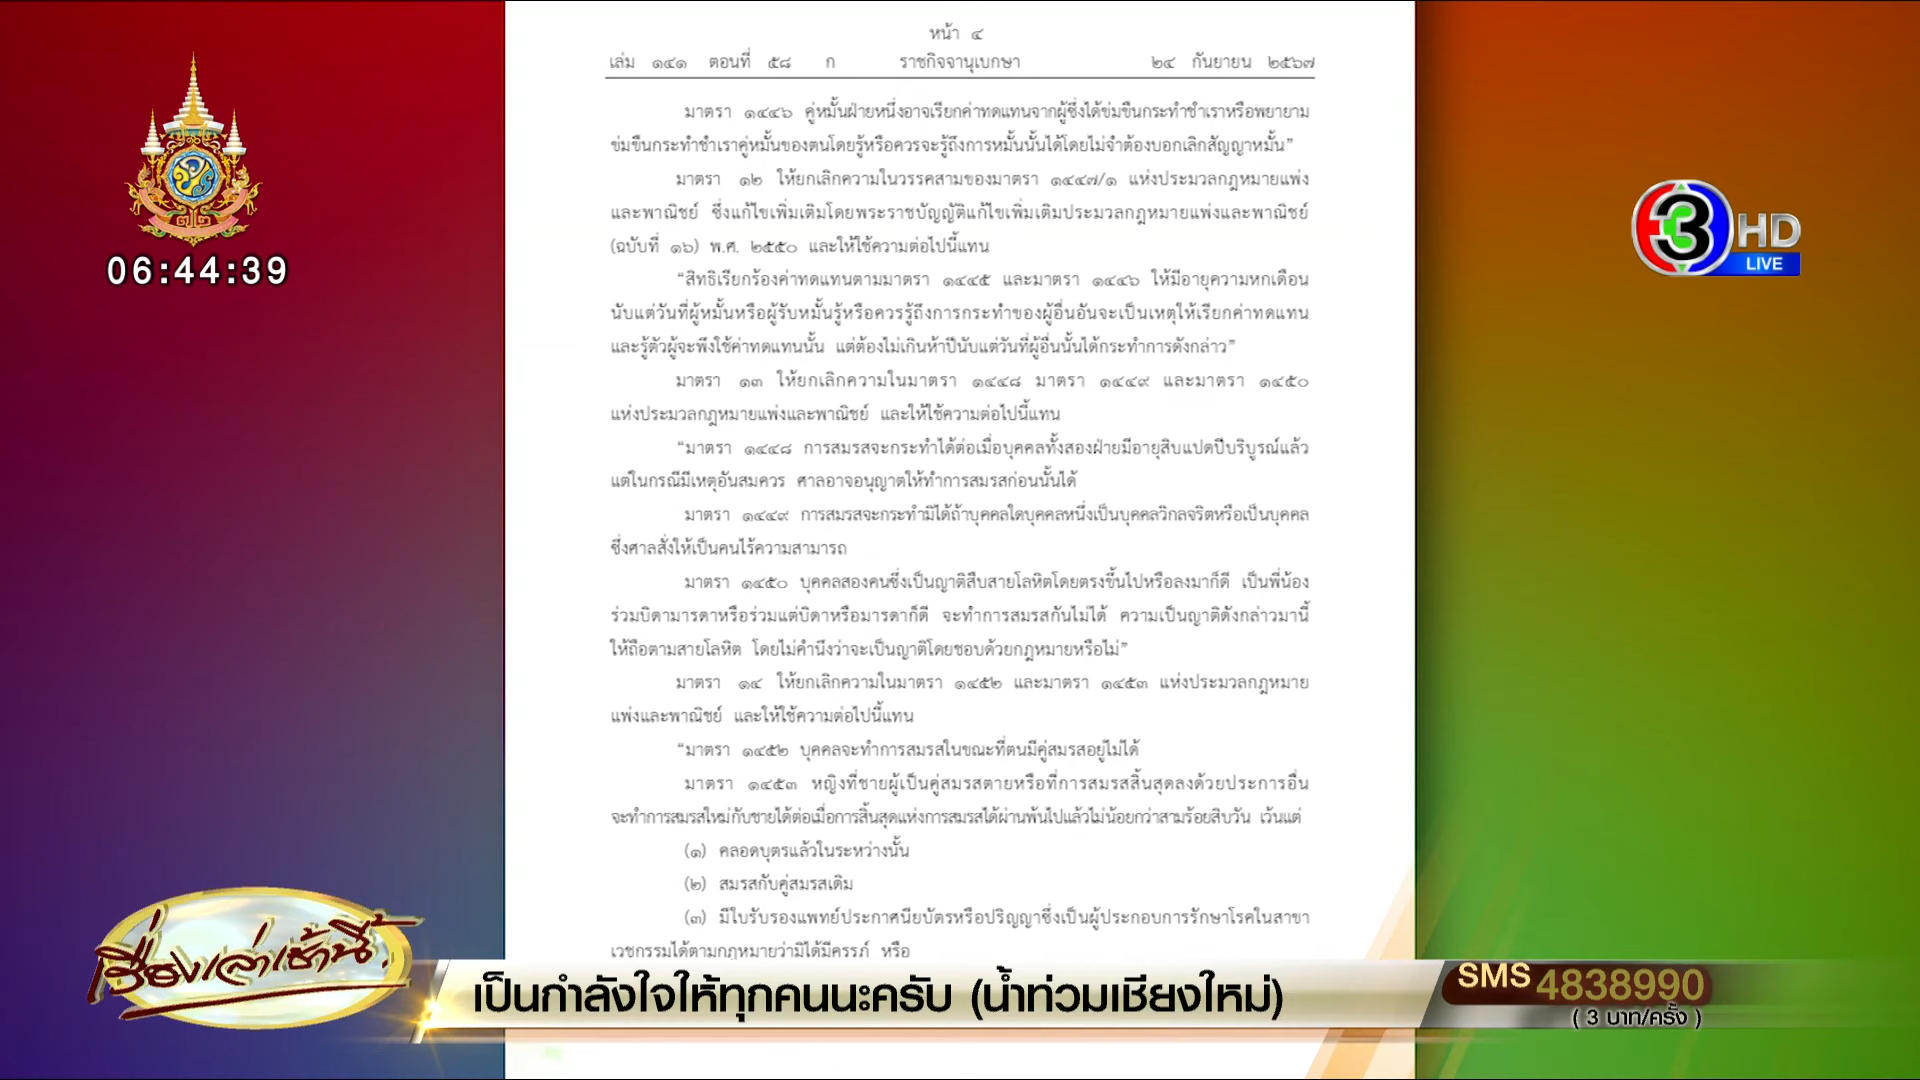 หน้า ๔
เล่ม ๑๔๑ ตอนที่ ๕๘ ก ราชกิจจานุเบกษา ๒๔ กันยายน ๒๕๖๗
มาตรา ๑๔๔๖ คู่หมั้นฝ่ายหนึ่งอาจเรียกค่าทดแทนจากผู้ซึ่งได้ข่มขืนกระทำชำเราหรือพยายาม
ข่มขืนกระทำชำเราคู่หมั้นของตนโดยรู้หรือควรจะรู้ถึงการหมั้นนั้นได้โดยไม่จำต้องบอกเลิกสัญญาหมั้น”
มาตรา ๑๒ ให้ยกเลิกความในวรรคสามของมาตรา ๑๔๔๗/๑ แห่งประมวลกฎหมายแพ่ง
และพาณิชย์ ซึ่งแก้ไขเพิ่มเติมโดยพระราชบัญญัติแก้ไขเพิ่มเติมประมวลกฎหมายแพ่งและพาณิชย์
(ฉบับที่ ๑๖) พ.ศ. ๒๕๕๐ และให้ใช้ความต่อไปนี้แทน
06:44:39
3 HD
LIVE
“สิทธิเรียกร้องค่าทดแทนตามมาตรา ๑๔๔๕ และมาตรา ๑๔๔๖ ให้มีอายุความหกเดือน
นับแต่วันที่ผู้หมั้นหรือผู้รับหมั้นรู้หรือควรรู้ถึงการกระทำของผู้อื่นอันจะเป็นเหตุให้เรียกค่าทดแทน
และรู้ตัวผู้จะพึงใช้ค่าทดแทนนั้น แต่ต้องไม่เกินห้าปีนับแต่วันที่ผู้อื่นนั้นได้กระทำการดังกล่าว”
มาตรา ๑๓ ให้ยกเลิกความในมาตรา ๑๔๔๘ มาตรา ๑๔๔๙ และมาตรา ๑๔๕๐
แห่งประมวลกฎหมายแพ่งและพาณิชย์ และให้ใช้ความต่อไปนี้แทน
“มาตรา ๑๔๔๘ การสมรสจะกระทำได้ต่อเมื่อบุคคลทั้งสองฝ่ายมีอายุสิบแปดปีบริบูรณ์แล้ว
แต่ในกรณีมีเหตุอันสมควร ศาลอาจอนุญาตให้ทำการสมรสก่อนนั้นได้
มาตรา ๑๔๔๙ การสมรสจะกระทำมิได้ถ้าบุคคลใดบุคคลหนึ่งเป็นบุคคลวิกลจริตหรือเป็นบุคคล
ซึ่งศาลสั่งให้เป็นคนไร้ความสามารถ
มาตรา ๑๔๕๐ บุคคลสองคนซึ่งเป็นญาติสืบสายโลหิตโดยตรงขึ้นไปหรือลงมาก็ดี เป็นพี่น้อง
ร่วมบิดามารดาหรือร่วมแต่บิดาหรือมารดาก็ดี จะทำการสมรสกันไม่ได้ ความเป็นญาติดังกล่าวมานี้
ให้ถือตามสายโลหิต โดยไม่คำนึงว่าจะเป็นญาติโดยชอบด้วยกฎหมายหรือไม่”
มาตรา ๑๔ ให้ยกเลิกความในมาตรา ๑๔๕๒ และมาตรา ๑๔๕๓ แห่งประมวลกฎหมาย
แพ่งและพาณิชย์ และให้ใช้ความต่อไปนี้แทน
“มาตรา ๑๔๕๒ บุคคลจะทำการสมรสในขณะที่ตนมีคู่สมรสอยู่ไม่ได้
มาตรา ๑๔๕๓ หญิงที่ชายผู้เป็นคู่สมรสตายหรือที่การสมรสสิ้นสุดลงด้วยประการอื่น
จะทำการสมรสใหม่กับชายได้ต่อเมื่อการสิ้นสุดแห่งการสมรสได้ผ่านพ้นไปแล้วไม่น้อยกว่าสามร้อยสิบวัน เว้นแต่
(๑) คลอดบุตรแล้วในระหว่างนั้น
(๒) สมรสกับคู่สมรสเดิม
(๓) มีใบรับรองแพทย์ประกาศนียบัตรหรือปริญญาซึ่งเป็นผู้ประกอบการรักษาโรคในสาขา
เวชกรรมได้ตามกฎหมายว่ามิได้มีครรภ์ หรือ
เรื่องเล่าเช้านี้
เป็นกำลังใจให้ทุกคนนะครับ (น้ำท่วมเชียงใหม่)
SMS 4838990
( 3 บาท/ครั้ง )